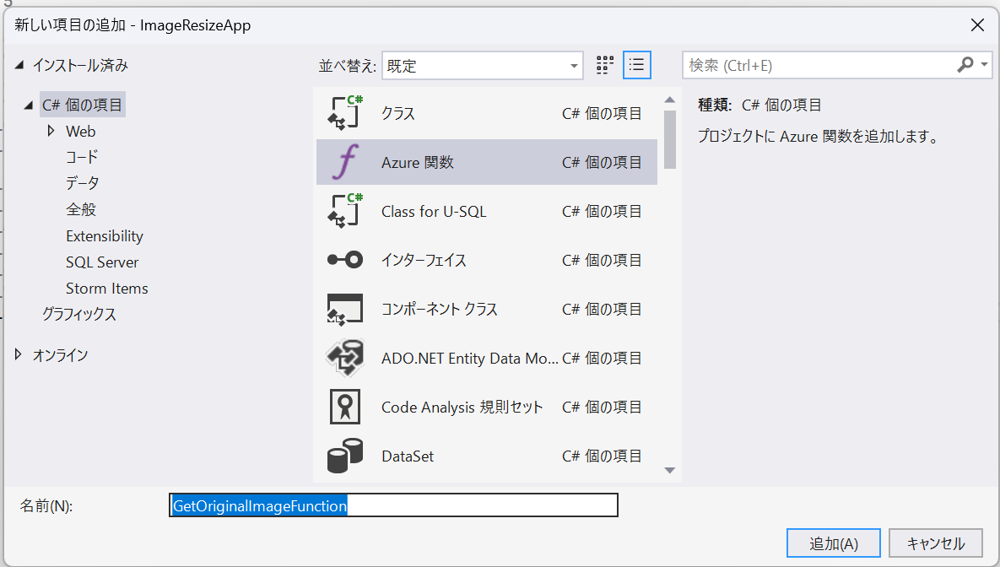 新しい項目の追加 - ImageResizeApp
インストール済み
並べ替え: 既定
検索 (Ctrl+E)
C# 個の項目
Web
コード
データ
全般
Extensibility
SQL Server
Storm Items
グラフィックス
オンライン
クラス C# 個の項目
Azure 関数 C# 個の項目
Class for U-SQL C# 個の項目
インターフェイス C# 個の項目
コンポーネント クラス C# 個の項目
ADO.NET Entity Data Mo... C# 個の項目
Code Analysis 規則セット C# 個の項目
DataSet C# 個の項目
種類: C# 個の項目
プロジェクトに Azure 関数を追加します。
名前(N): GetOriginalImageFunction
追加(A) キャンセル